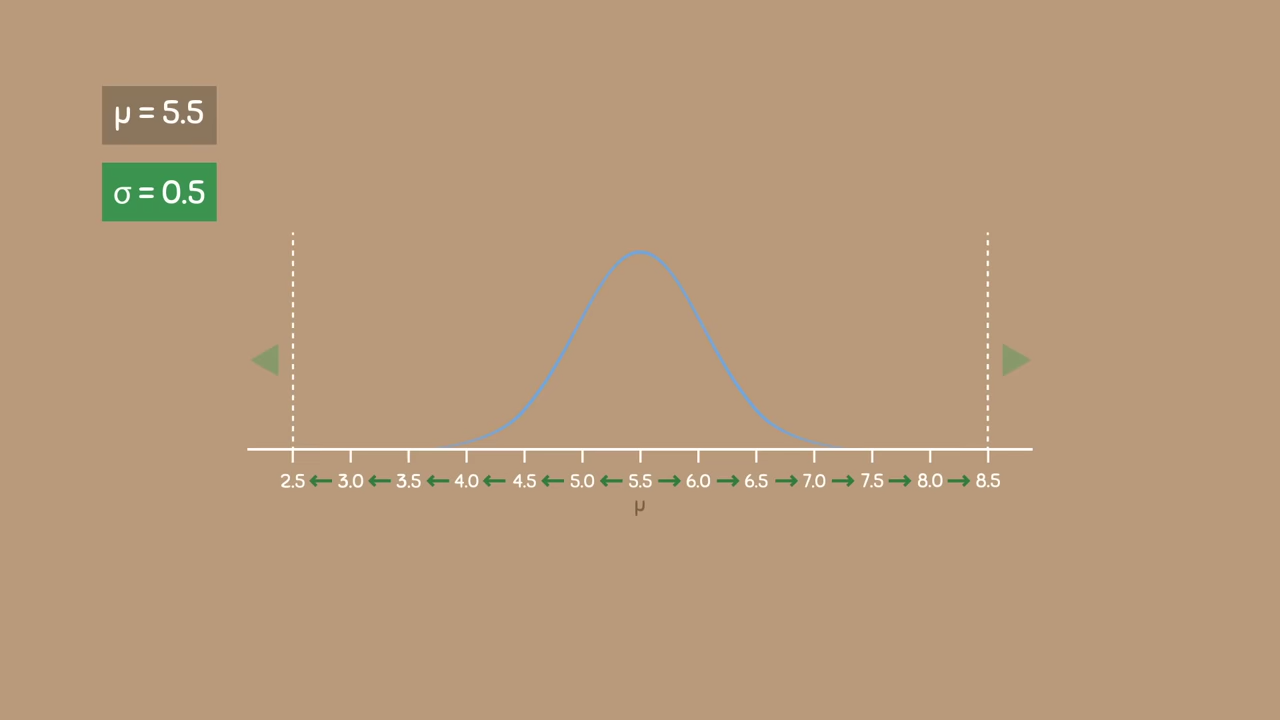 μ = 5.5
σ = 0.5
2.5 ← 3.0 ← 3.5 ← 4.0 ← 4.5 ← 5.0 ← 5.5 → 6.0 → 6.5 → 7.0 → 7.5 → 8.0 → 8.5
μ